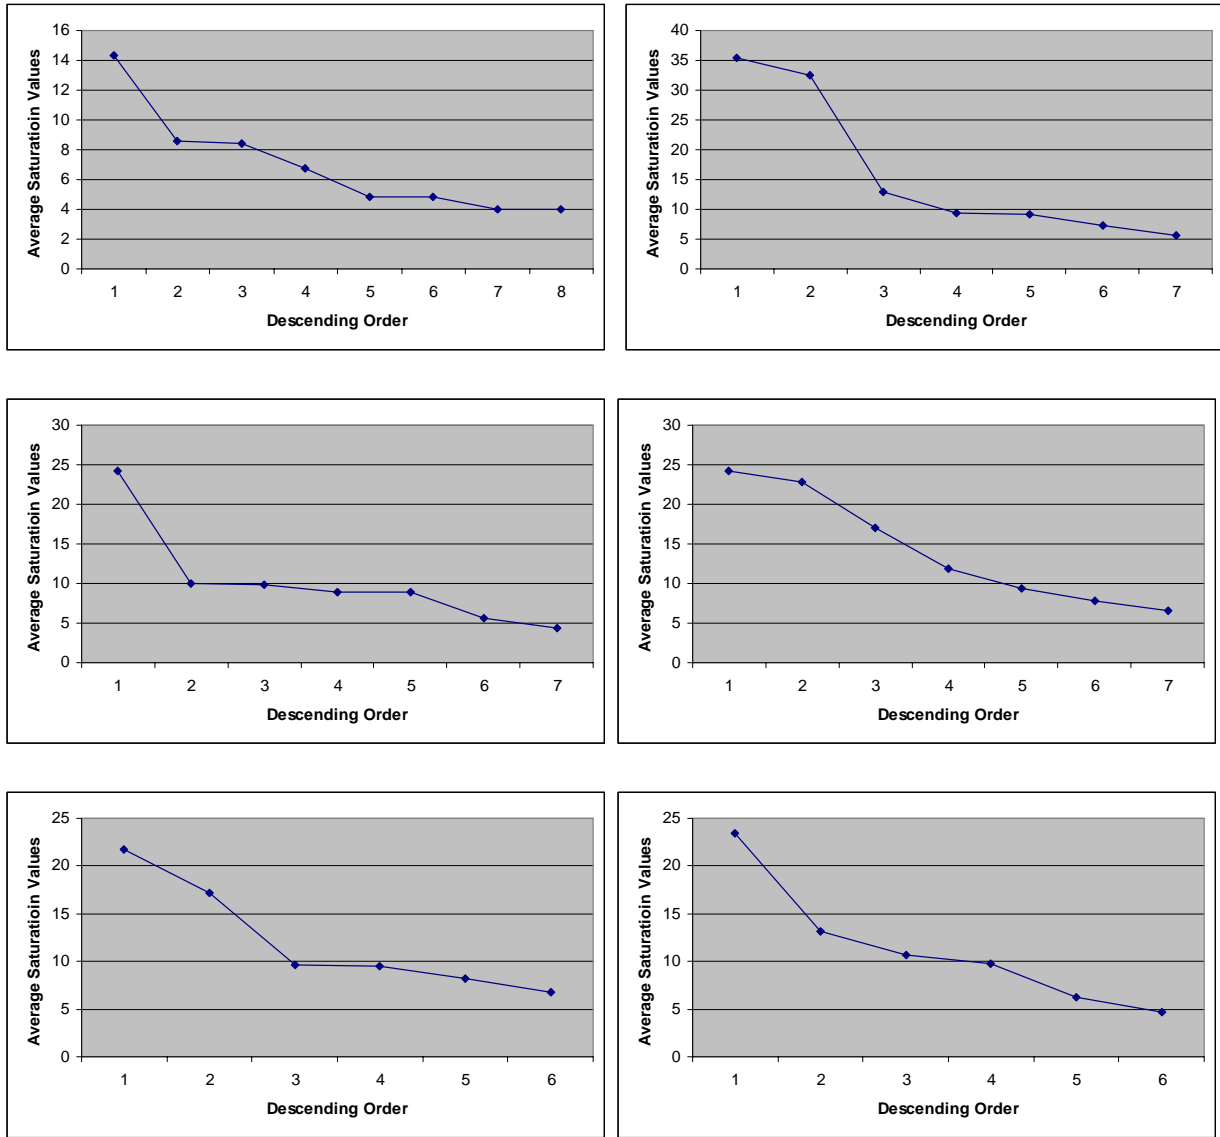 16
14
12
10
8
6
4
2
0
Average Saturatioin Values
1 2 3 4 5 6 7 8
Descending Order
40
35
30
25
20
15
10
5
0
Average Saturatioin Values
1 2 3 4 5 6 7
Descending Order
30
25
20
15
10
5
0
Average Saturatioin Values
1 2 3 4 5 6 7
Descending Order
30
25
20
15
10
5
0
Average Saturatioin Values
1 2 3 4 5 6 7
Descending Order
25
20
15
10
5
0
Average Saturatioin Values
1 2 3 4 5 6
Descending Order
25
20
15
10
5
0
Average Saturatioin Values
1 2 3 4 5 6
Descending Order